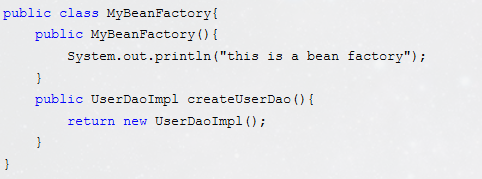 public class MyBeanFactory{
    public MyBeanFactory(){
        System.out.println("this is a bean factory");
    }
    public UserDaoImpl createUserDao(){
        return new UserDaoImpl();
    }
}